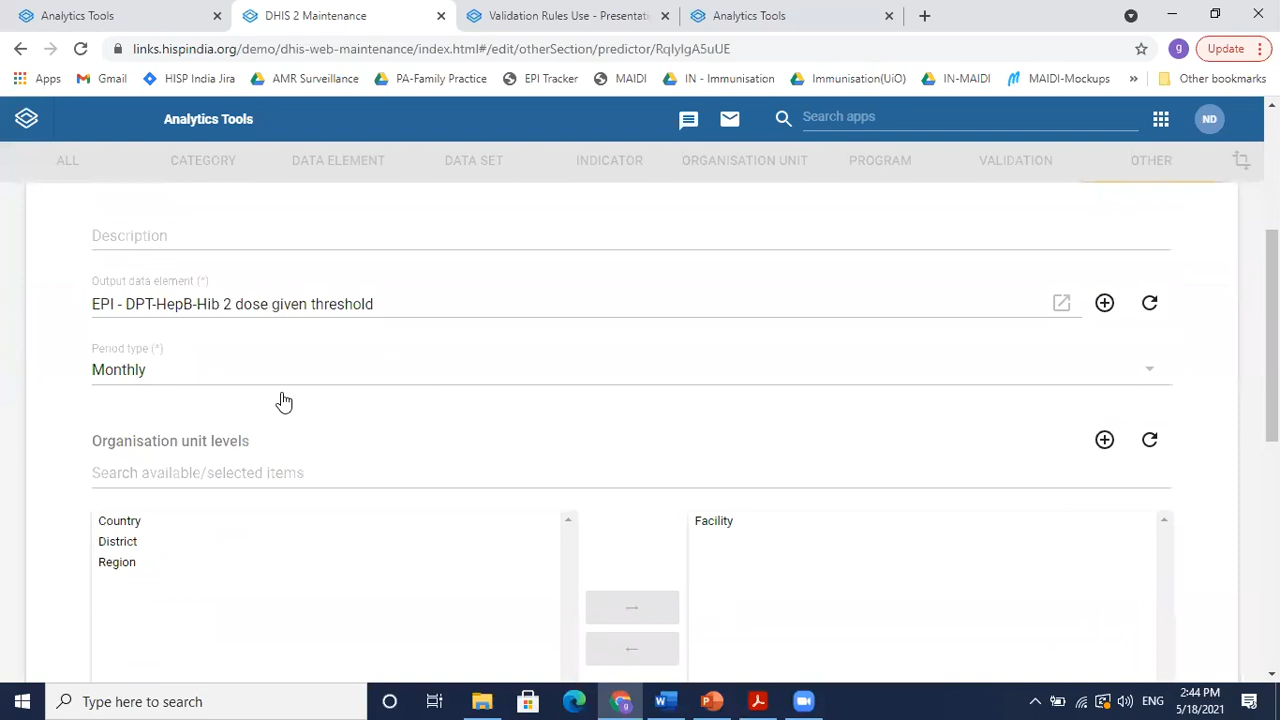 Analytics Tools
DHIS 2 Maintenance
Validation Rules Use - Presentat
Analytics Tools
links.hispindia.org/demo/dhis-web-maintenance/index.html#/edit/otherSection/predictor/RqIyIgA5uUE
g
Update
Apps
Gmail
HISP India Jira
AMR Surveillance
PA-Family Practice
EPI Tracker
MAIDI
IN - Immunisation
Immunisation(UiO)
IN-MAIDI
MAIDI-Mockups
»
Other bookmarks
Analytics Tools
Search apps
ND
ALL
CATEGORY
DATA ELEMENT
DATA SET
INDICATOR
ORGANISATION UNIT
PROGRAM
VALIDATION
OTHER
Description
Output data element (*)
EPI - DPT-HepB-Hib 2 dose given threshold
Period type (*)
Monthly
Organisation unit levels
Search available/selected items
Country
District
Region
→
←
Facility
Type here to search
ENG
2:44 PM
5/18/2021